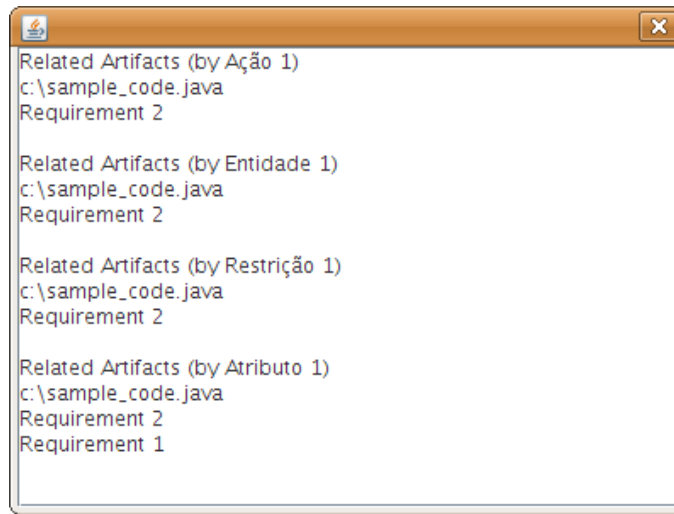 Related Artifacts (by Ação 1)
c:\sample_code.java
Requirement 2

Related Artifacts (by Entidade 1)
c:\sample_code.java
Requirement 2

Related Artifacts (by Restrição 1)
c:\sample_code.java
Requirement 2

Related Artifacts (by Atributo 1)
c:\sample_code.java
Requirement 2
Requirement 1